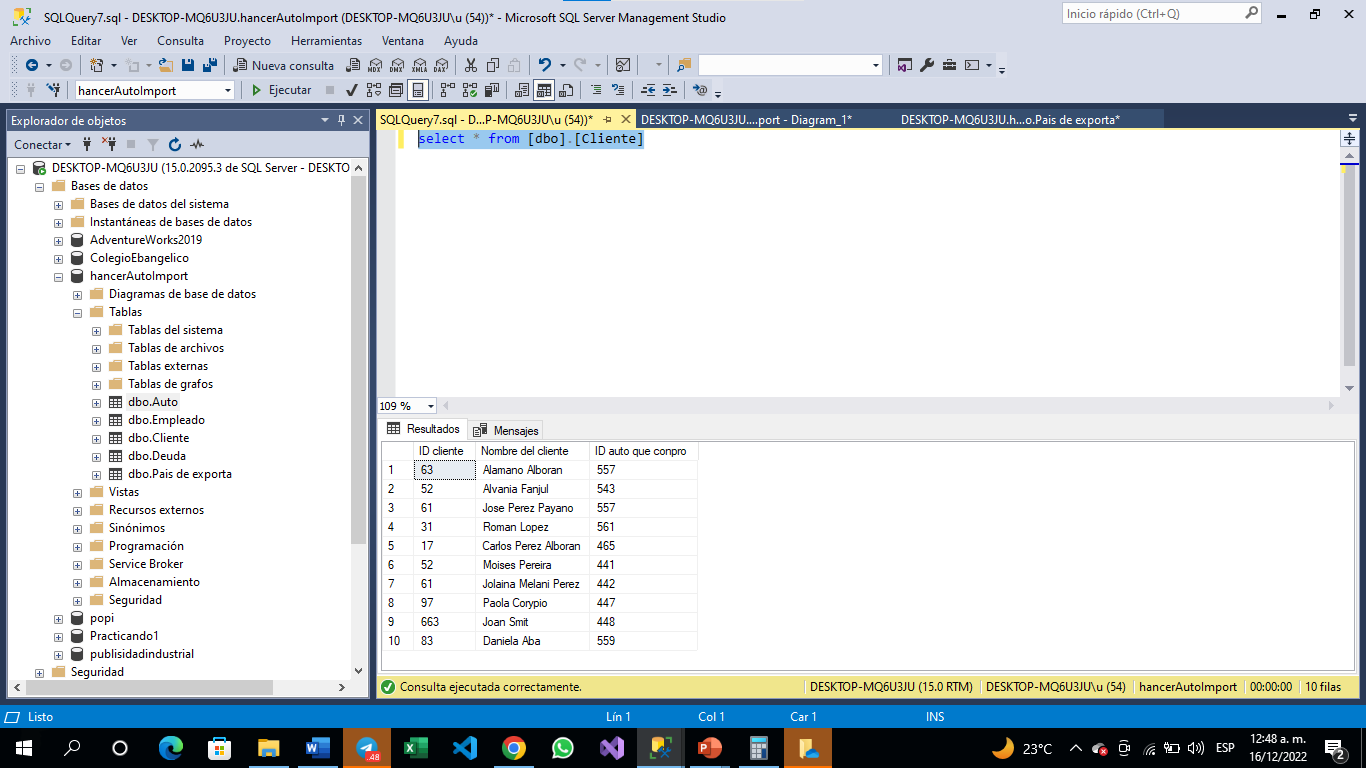 SQLQuery7.sql - DESKTOP-MQ6U3JU.hancerAutoImport (DESKTOP-MQ6U3JU\u (54))* - Microsoft SQL Server Management Studio
Inicio rápido (Ctrl+Q)
Archivo Editar Ver Consulta Proyecto Herramientas Ventana Ayuda
Nueva consulta MDX DMX XMLA DAX
hancerAutoImport Ejecutar
Explorador de objetos
SQLQuery7.sql - D...P-MQ6U3JU\u (54))* DESKTOP-MQ6U3JU....port - Diagram_1* DESKTOP-MQ6U3JU.h...o.Pais de exporta*
Conectar
DESKTOP-MQ6U3JU (15.0.2095.3 de SQL Server - DESKTO
Bases de datos
Bases de datos del sistema
Instantáneas de bases de datos
AdventureWorks2019
ColegioEbangelico
hancerAutoImport
Diagramas de base de datos
Tablas
Tablas del sistema
Tablas de archivos
Tablas externas
Tablas de grafos
dbo.Auto
dbo.Empleado
dbo.Cliente
dbo.Deuda
dbo.Pais de exporta
Vistas
Recursos externos
Sinónimos
Programación
Service Broker
Almacenamiento
Seguridad
popi
Practicando1
publisidadindustrial
Seguridad
select * from [dbo].[Cliente]
109 %
Resultados Mensajes
ID cliente Nombre del cliente ID auto que conpro
1 63 Alamano Alboran 557
2 52 Alvania Fanjul 543
3 61 Jose Perez Payano 557
4 31 Roman Lopez 561
5 17 Carlos Perez Alboran 465
6 52 Moises Pereira 441
7 61 Jolaina Melani Perez 442
8 97 Paola Corypio 447
9 663 Joan Smit 448
10 83 Daniela Aba 559
Consulta ejecutada correctamente. DESKTOP-MQ6U3JU (15.0 RTM) DESKTOP-MQ6U3JU\u (54) hancerAutoImport 00:00:00 10 filas
Listo Lín 1 Col 1 Car 1 INS
.48
23°C ESP
12:48 a. m.
16/12/2022
2